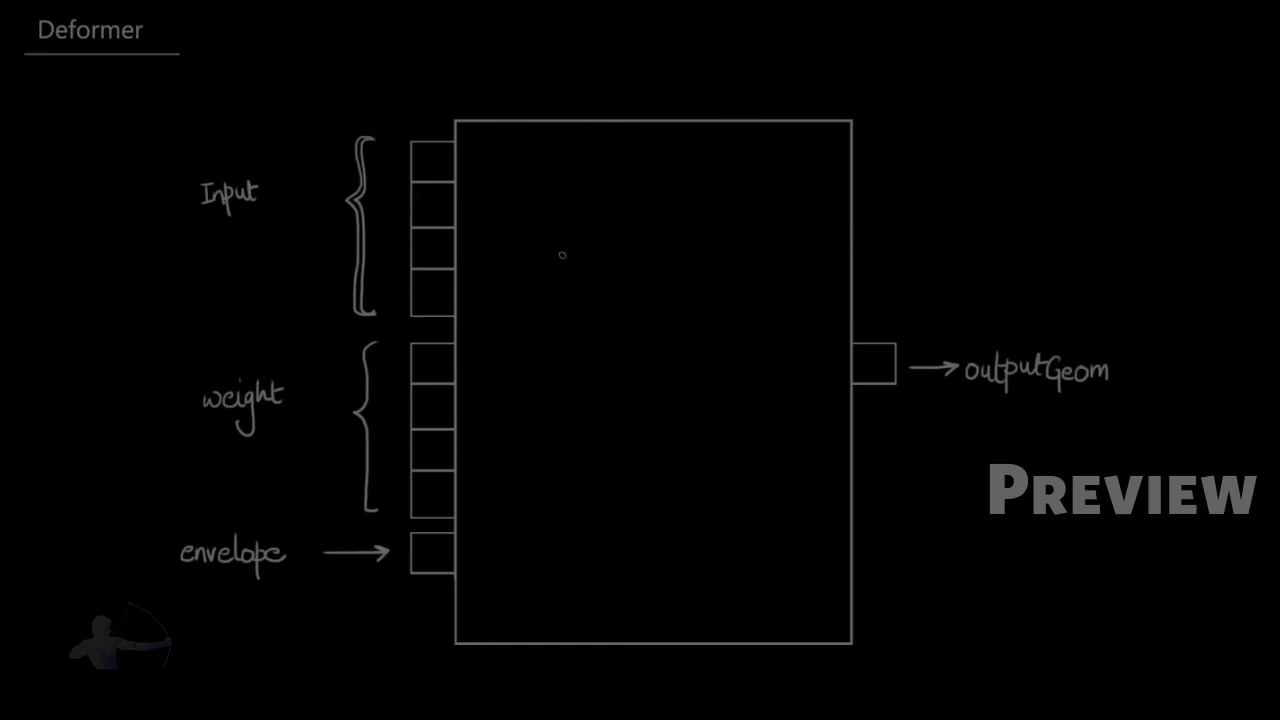 Deformer
Input
weight
outputGeom
envelope
PREVIEW